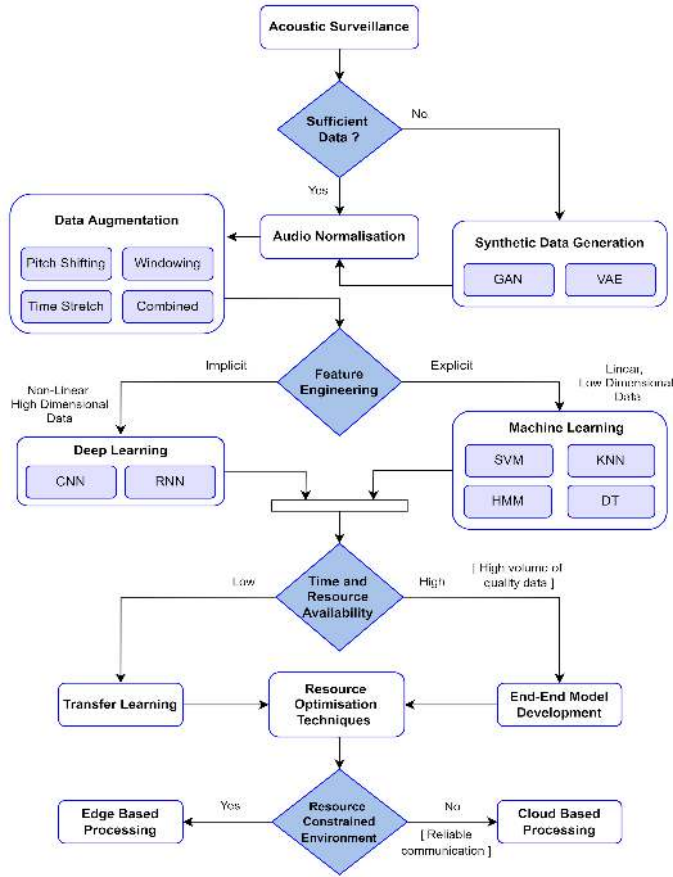 Acoustic Surveillance
Sufficient
Data ?
No
Yes
Data Augmentation
Pitch Shifting
Windowing
Time Stretch
Combined
Audio Normalisation
Synthetic Data Generation
GAN
VAE
Implicit
Feature
Engineering
Explicit
Non-Linear
High Dimensional
Data
Linear,
Low Dimensional
Data
Deep Learning
CNN
RNN
Machine Learning
SVM
KNN
HMM
DT
Low
Time and
Resource
Availability
High
[ High volume of
quality data ]
Transfer Learning
Resource
Optimisation
Techniques
End-End Model
Development
Edge Based
Processing
Yes
Resource
Constrained
Environment
No
[ Reliable
communication ]
Cloud Based
Processing